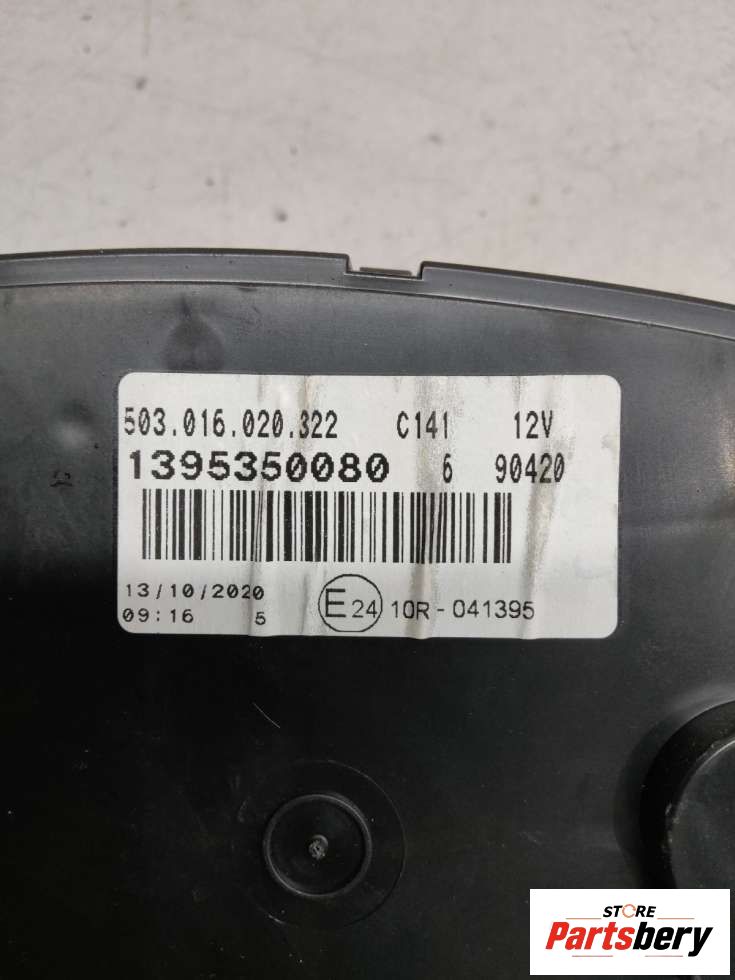 503.016.020.322 C141 12V
1395350080 6 90420
13/10/2020
09:16 5
E24 10R - 041395
STORE
Partsbery